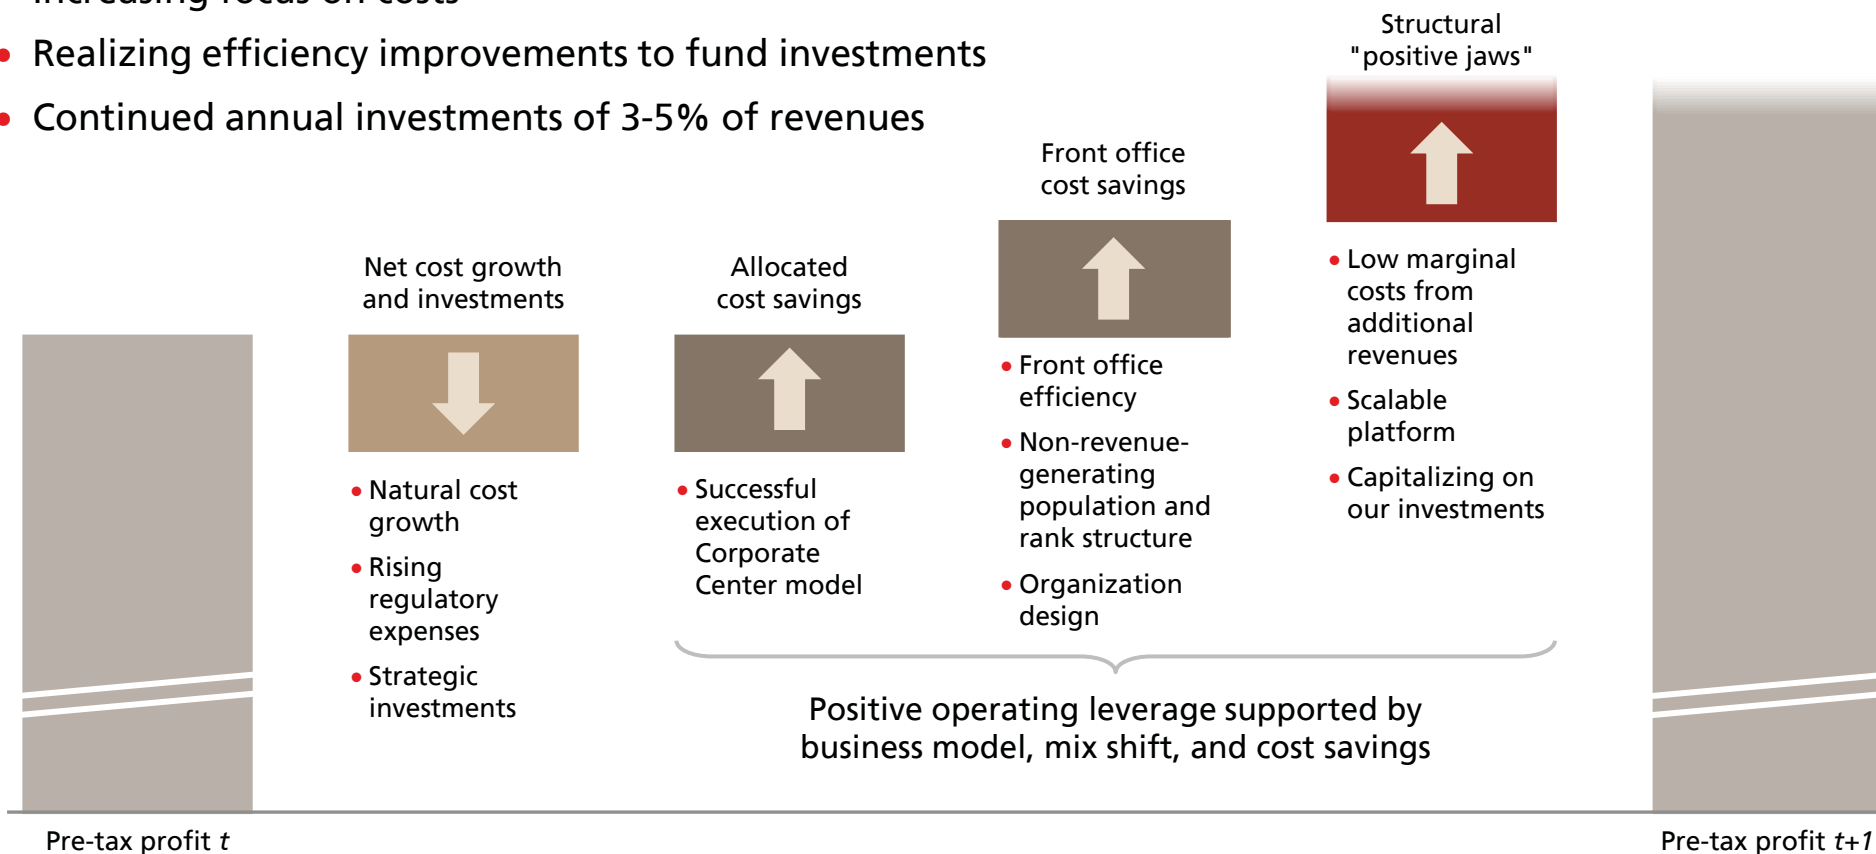 Increasing focus on costs
• Realizing efficiency improvements to fund investments
• Continued annual investments of 3-5% of revenues
Structural
"positive jaws"
Front office
cost savings
Net cost growth
and investments
Allocated
cost savings
• Natural cost
growth
• Rising
regulatory
expenses
• Strategic
investments
• Successful
execution of
Corporate
Center model
• Front office
efficiency
• Non-revenue-
generating
population and
rank structure
• Organization
design
• Low marginal
costs from
additional
revenues
• Scalable
platform
• Capitalizing on
our investments
Positive operating leverage supported by
business model, mix shift, and cost savings
Pre-tax profit t
Pre-tax profit t+1